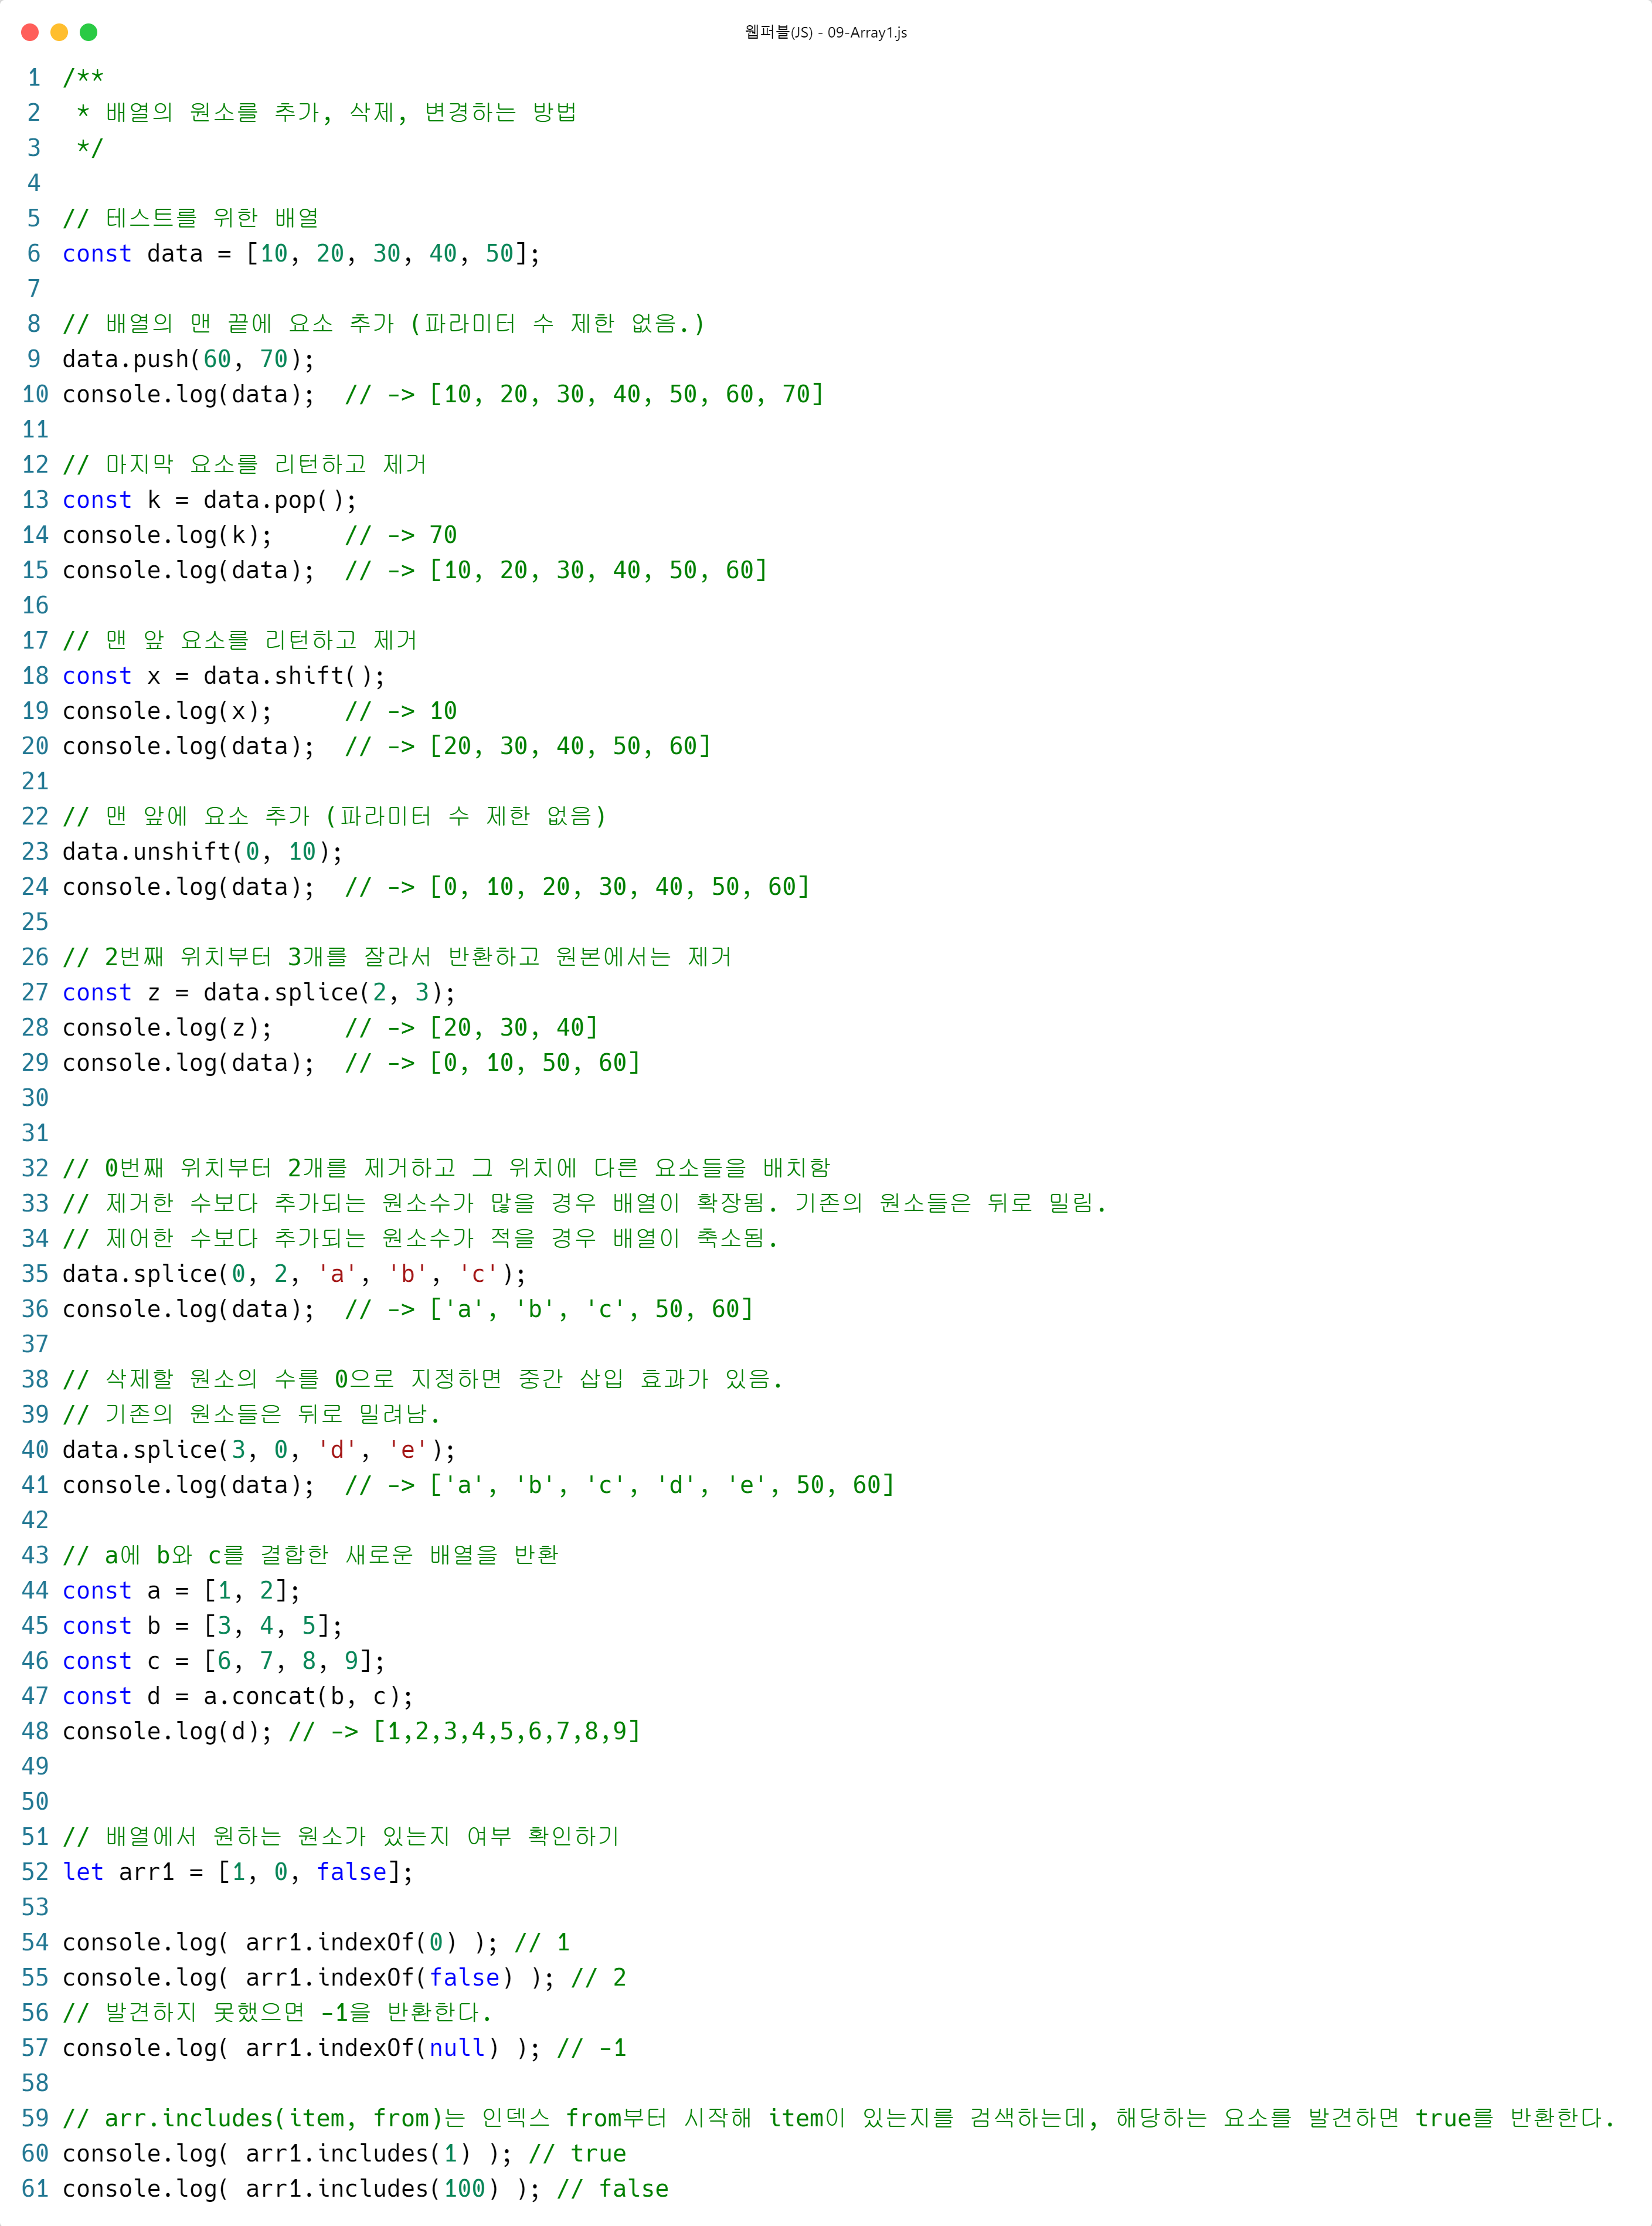 웹퍼블(JS) - 09-Array1.js
1 /**
2  * 배열의 원소를 추가, 삭제, 변경하는 방법
3  */
4
5 // 테스트를 위한 배열
6 const data = [10, 20, 30, 40, 50];
7
8 // 배열의 맨 끝에 요소 추가 (파라미터 수 제한 없음.)
9 data.push(60, 70);
10 console.log(data);  // -> [10, 20, 30, 40, 50, 60, 70]
11
12 // 마지막 요소를 리턴하고 제거
13 const k = data.pop();
14 console.log(k);     // -> 70
15 console.log(data);  // -> [10, 20, 30, 40, 50, 60]
16
17 // 맨 앞 요소를 리턴하고 제거
18 const x = data.shift();
19 console.log(x);     // -> 10
20 console.log(data);  // -> [20, 30, 40, 50, 60]
21
22 // 맨 앞에 요소 추가 (파라미터 수 제한 없음)
23 data.unshift(0, 10);
24 console.log(data);  // -> [0, 10, 20, 30, 40, 50, 60]
25
26 // 2번째 위치부터 3개를 잘라서 반환하고 원본에서는 제거
27 const z = data.splice(2, 3);
28 console.log(z);     // -> [20, 30, 40]
29 console.log(data);  // -> [0, 10, 50, 60]
30
31
32 // 0번째 위치부터 2개를 제거하고 그 위치에 다른 요소들을 배치함
33 // 제거한 수보다 추가되는 원소수가 많을 경우 배열이 확장됨. 기존의 원소들은 뒤로 밀림.
34 // 제어한 수보다 추가되는 원소수가 적을 경우 배열이 축소됨.
35 data.splice(0, 2, 'a', 'b', 'c');
36 console.log(data);  // -> ['a', 'b', 'c', 50, 60]
37
38 // 삭제할 원소의 수를 0으로 지정하면 중간 삽입 효과가 있음.
39 // 기존의 원소들은 뒤로 밀려남.
40 data.splice(3, 0, 'd', 'e');
41 console.log(data);  // -> ['a', 'b', 'c', 'd', 'e', 50, 60]
42
43 // a에 b와 c를 결합한 새로운 배열을 반환
44 const a = [1, 2];
45 const b = [3, 4, 5];
46 const c = [6, 7, 8, 9];
47 const d = a.concat(b, c);
48 console.log(d); // -> [1,2,3,4,5,6,7,8,9]
49
50
51 // 배열에서 원하는 원소가 있는지 여부 확인하기
52 let arr1 = [1, 0, false];
53
54 console.log( arr1.indexOf(0) ); // 1
55 console.log( arr1.indexOf(false) ); // 2
56 // 발견하지 못했으면 -1을 반환한다.
57 console.log( arr1.indexOf(null) ); // -1
58
59 // arr.includes(item, from)는 인덱스 from부터 시작해 item이 있는지를 검색하는데, 해당하는 요소를 발견하면 true를 반환한다.
60 console.log( arr1.includes(1) ); // true
61 console.log( arr1.includes(100) ); // false